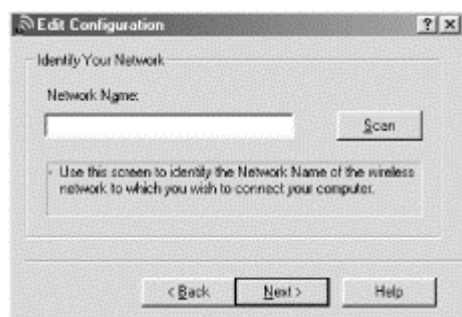 Edit Configuration ? X
Identify Your Network
Network Name:
Scan
- Use this screen to identify the Network Name of the wireless
network to which you wish to connect your computer.
< Back Next > Help